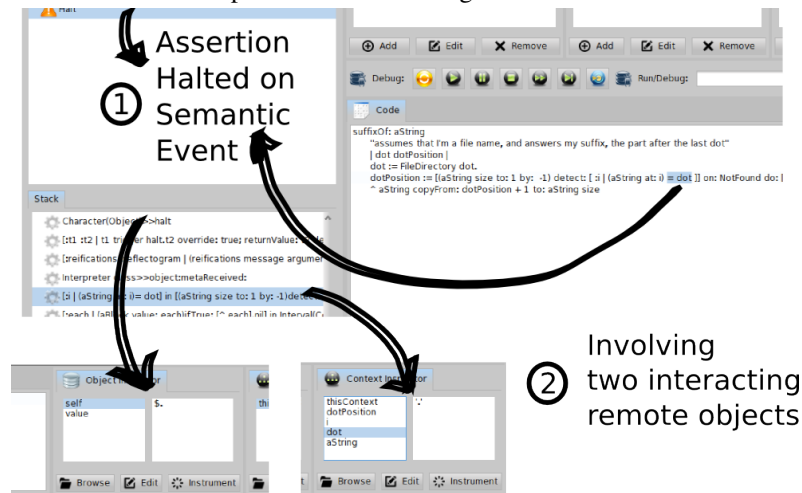 Halt
Assertion
Halted on
Semantic
Event
1
Add Edit Remove Add Edit Remove
Debug: Run/Debug:
Code
suffixOf: aString
"assumes that I'm a file name, and answers my suffix, the part after the last dot"
| dot dotPosition |
dot := FileDirectory dot.
dotPosition := [(aString size to: 1 by: -1) detect: [ :i | (aString at: i) = dot ]] on: NotFound do: [
^ aString copyFrom: dotPosition + 1 to: aString size
Stack
Character(Object)>>halt
[:t1 :t2 | t1 trigger halt.t2 override: true; returnValue:
[:reifications reflectogram | (reifications message
Interpreter class>>object:metaReceived:
[:i | (aString at: i)= dot] in [(aString size to: 1 by: -1)
[:each | (aBlock value: each)ifTrue: [^ each] nil] in
Object Inspector
self $.
value
Browse Edit Instrument
Context Inspector
thisContext '.'
dotPosition
i
dot
aString
Browse Edit Instrument
2
Involving
two interacting
remote objects